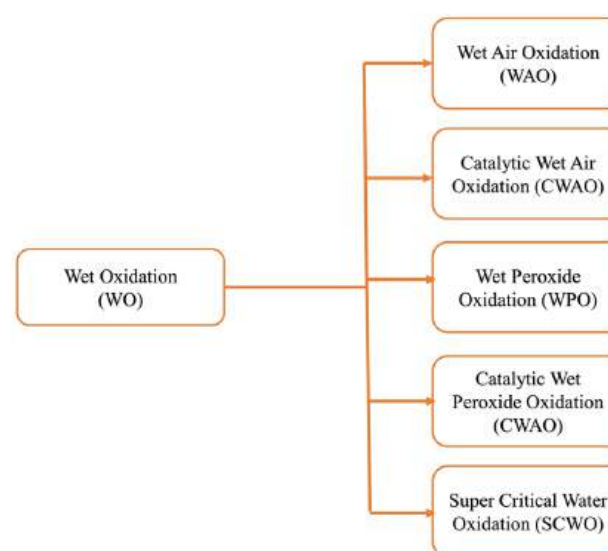 Wet Air Oxidation
(WAO)
Catalytic Wet Air
Oxidation (CWAO)
Wet Oxidation
(WO)
Wet Peroxide
Oxidation (WPO)
Catalytic Wet
Peroxide Oxidation
(CWAO)
Super Critical Water
Oxidation (SCWO)